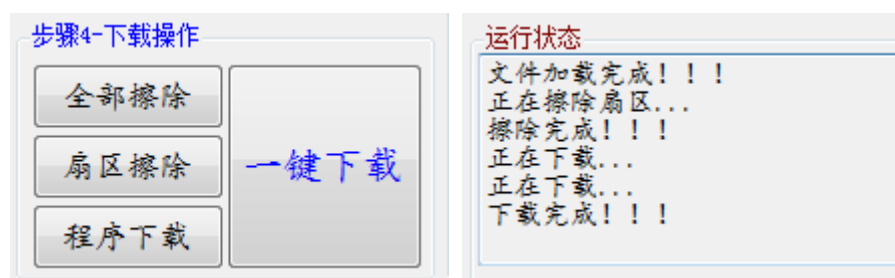 步骤4-下载操作
全部擦除
扇区擦除
程序下载
一键下载
运行状态
文件加载完成！！！
正在擦除扇区...
擦除完成！！！
正在下载...
正在下载...
下载完成！！！